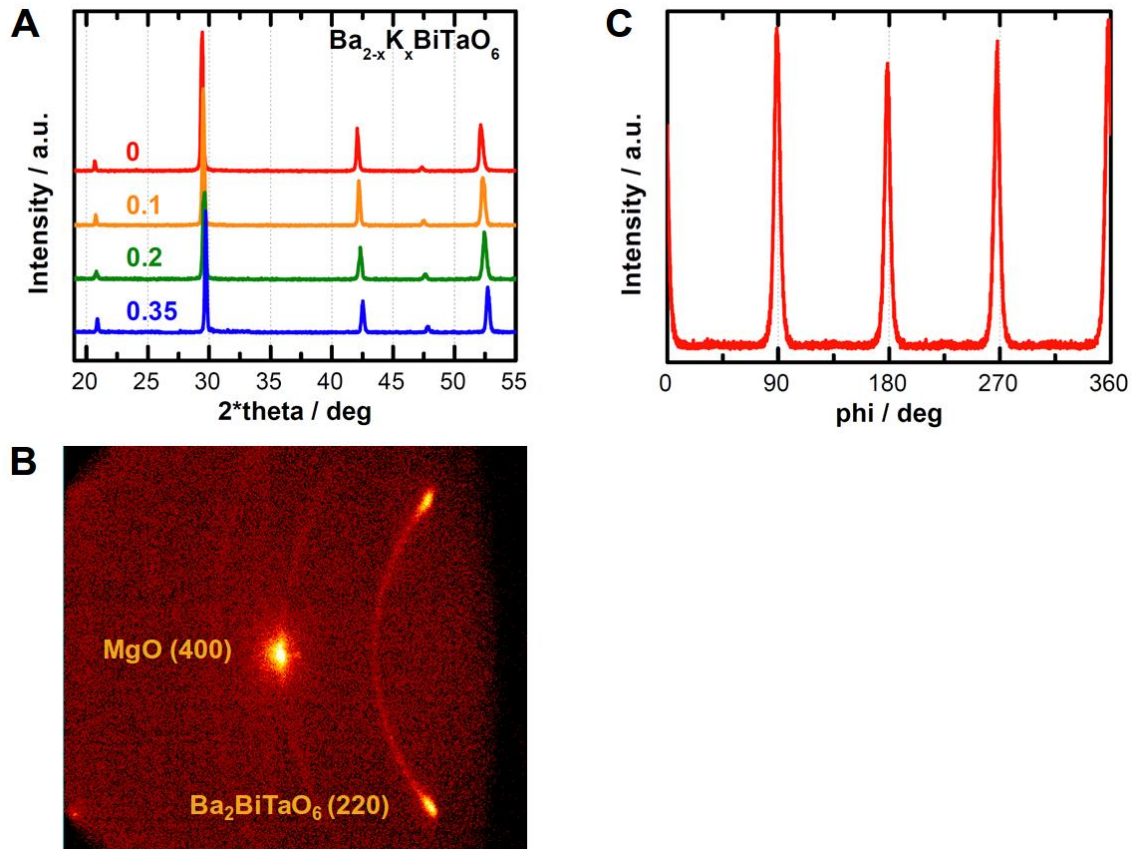 A
Ba₂₋ₓKₓBiTaO₆
0
0.1
0.2
0.35
Intensity / a.u.
20 25 30 35 40 45 50 55
2*theta / deg
C
Intensity / a.u.
0 90 180 270 360
phi / deg
B
MgO (400)
Ba₂BiTaO₆ (220)